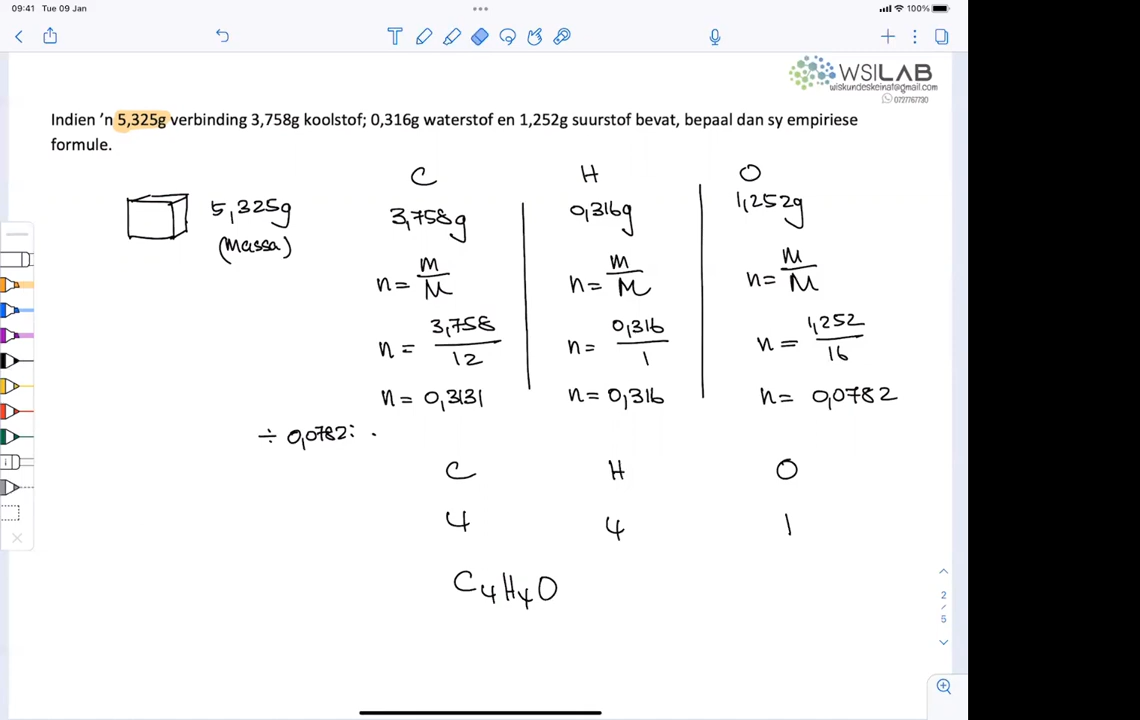 09:41 Tue 09 Jan
100%
WSILAB
wiskundeskeinat@gmail.com
0727767730
Indien 'n 5,325g verbinding 3,758g koolstof; 0,316g waterstof en 1,252g suurstof bevat, bepaal dan sy empiriese
formule.
C H O
5,325g 3,758g 0,316g 1,252g
(Massa)
n = m/M n = m/M n = m/M
n = 3,758/12 n = 0,316/1 n = 1,252/16
n = 0,3131 n = 0,316 n = 0,0782
÷ 0,0782:
C H O
4 4 1
C₄H₄O
2
/
5